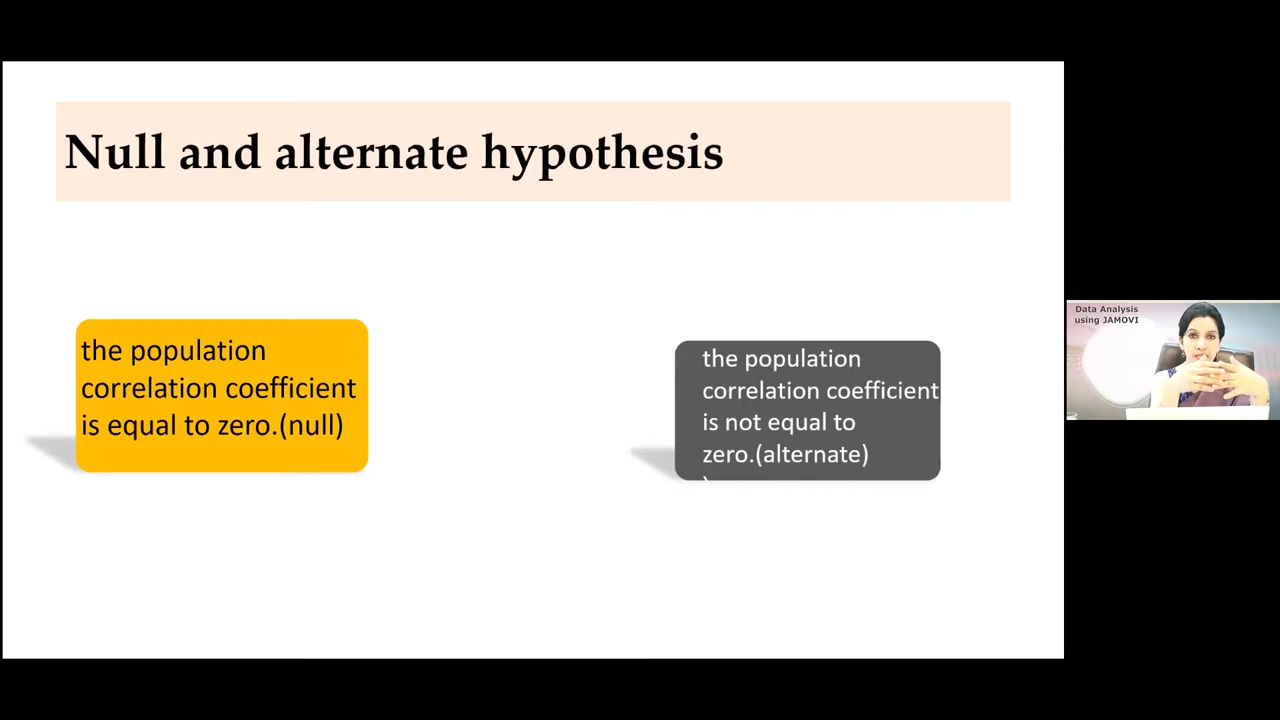 Null and alternate hypothesis
the population
correlation coefficient
is equal to zero.(null)
the population
correlation coefficient
is not equal to
zero.(alternate)
)
Data Analysis
using JAMOVI